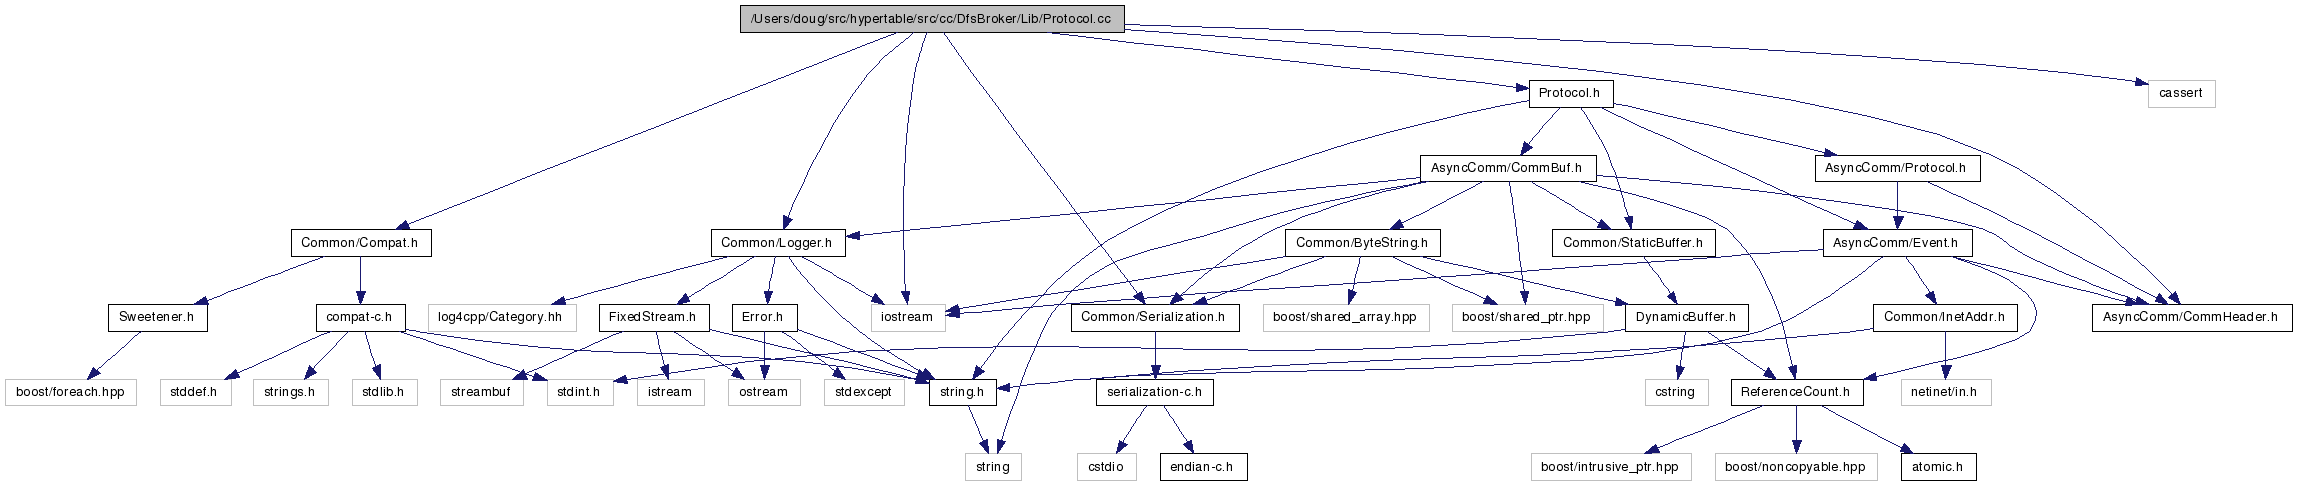 /Users/doug/src/hypertable/src/cc/DfsBroker/Lib/Protocol.cc
Protocol.h
cassert
AsyncComm/CommBuf.h
AsyncComm/Protocol.h
Common/Compat.h
Common/Logger.h
Common/ByteString.h
Common/StaticBuffer.h
AsyncComm/Event.h
Sweetener.h
compat-c.h
log4cpp/Category.hh
FixedStream.h
Error.h
iostream
Common/Serialization.h
boost/shared_array.hpp
boost/shared_ptr.hpp
DynamicBuffer.h
Common/InetAddr.h
AsyncComm/CommHeader.h
boost/foreach.hpp
stddef.h
strings.h
stdlib.h
streambuf
stdint.h
istream
ostream
stdexcept
string.h
serialization-c.h
cstring
ReferenceCount.h
netinet/in.h
string
cstdio
endian-c.h
boost/intrusive_ptr.hpp
boost/noncopyable.hpp
atomic.h